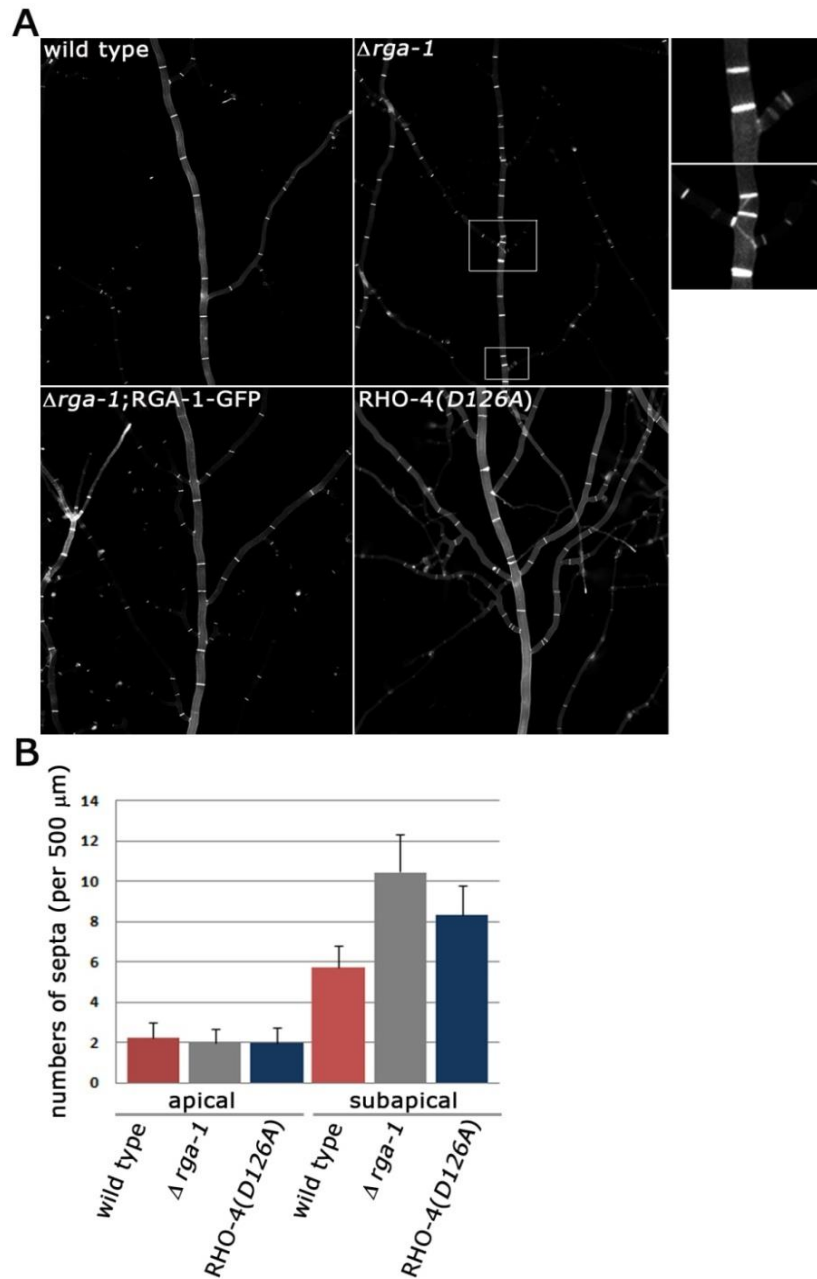 A
wild type
Δrga-1
Δrga-1;RGA-1-GFP
RHO-4(D126A)
B
numbers of septa (per 500 µm)
14
12
10
8
6
4
2
0
apical
subapical
wild type
Δ rga-1
RHO-4(D126A)
wild type
Δ rga-1
RHO-4(D126A)